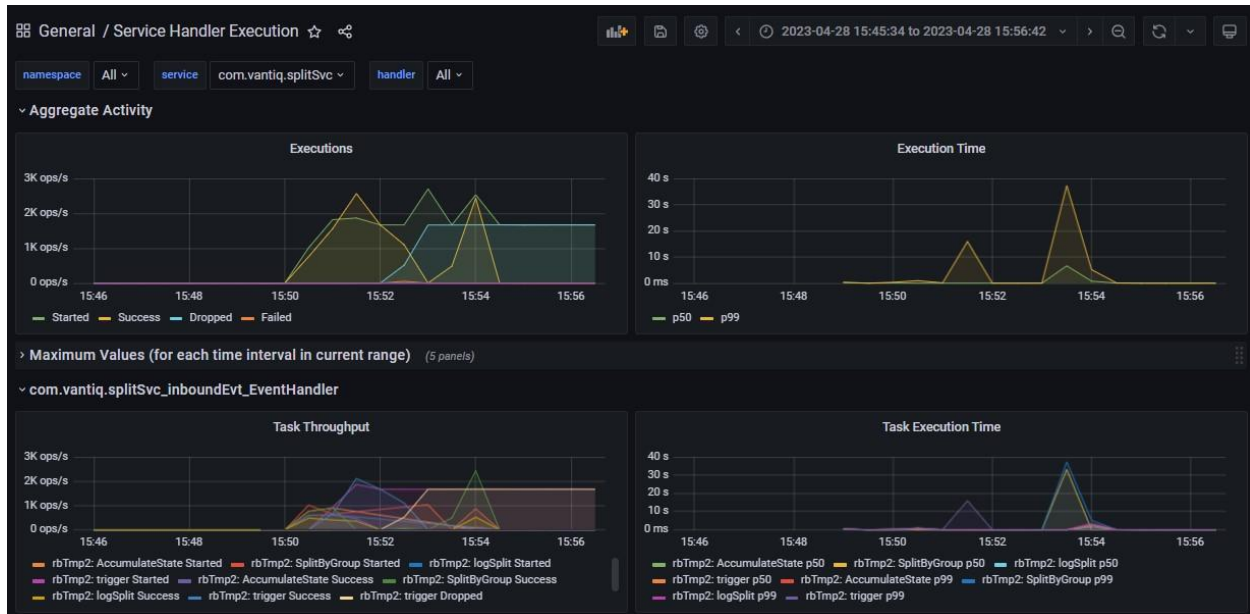 General / Service Handler Execution
2023-04-28 15:45:34 to 2023-04-28 15:56:42
namespace All service com.vantiq.splitSvc handler All
Aggregate Activity
Executions
3K ops/s
2K ops/s
1K ops/s
0 ops/s
15:46 15:48 15:50 15:52 15:54 15:56
Started Success Dropped Failed
Execution Time
40 s
30 s
20 s
10 s
0 ms
15:46 15:48 15:50 15:52 15:54 15:56
p50 p99
Maximum Values (for each time interval in current range) (5 panels)
com.vantiq.splitSvc_inboundEvt_EventHandler
Task Throughput
3K ops/s
2K ops/s
1K ops/s
0 ops/s
15:46 15:48 15:50 15:52 15:54 15:56
rbTmp2: AccumulateState Started rbTmp2: SplitByGroup Started rbTmp2: logSplit Started
rbTmp2: trigger Started rbTmp2: AccumulateState Success rbTmp2: SplitByGroup Success
rbTmp2: logSplit Success rbTmp2: trigger Success rbTmp2: trigger Dropped
Task Execution Time
40 s
30 s
20 s
10 s
0 ms
15:46 15:48 15:50 15:52 15:54 15:56
rbTmp2: AccumulateState p50 rbTmp2: SplitByGroup p50 rbTmp2: logSplit p50
rbTmp2: trigger p50 rbTmp2: AccumulateState p99 rbTmp2: SplitByGroup p99
rbTmp2: logSplit p99 rbTmp2: trigger p99